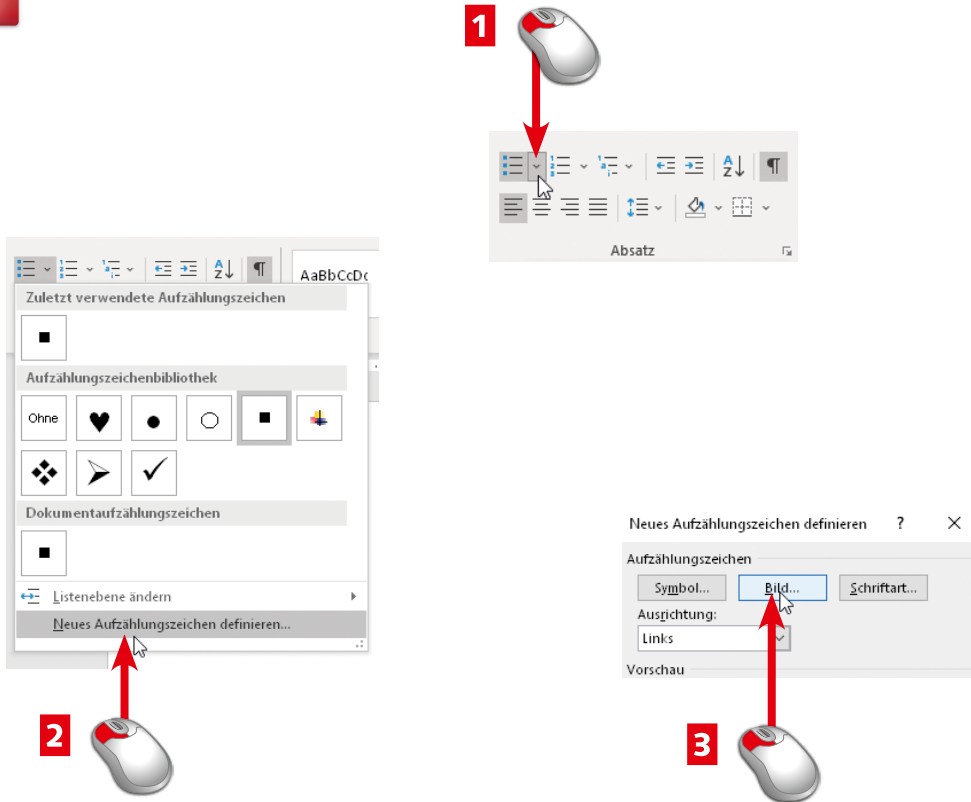 1
Absatz
AaBbCcDc
Zuletzt verwendete Aufzählungszeichen
Aufzählungszeichenbibliothek
Ohne
Dokumentaufzählungszeichen
Listenebene ändern
Neues Aufzählungszeichen definieren...
2
Neues Aufzählungszeichen definieren ? X
Aufzählungszeichen
Symbol... Bild... Schriftart...
Ausrichtung:
Links
Vorschau
3